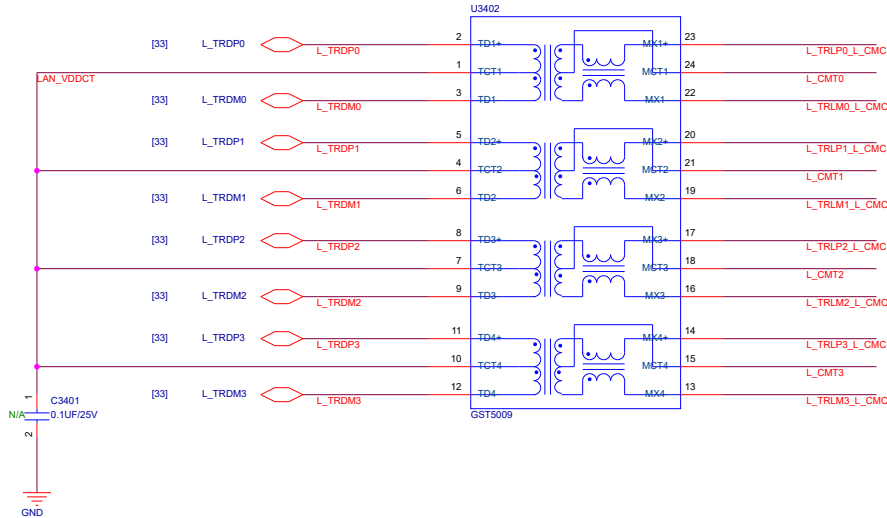 U3402
[33] L_TRDP0 L_TRDP0 2 TD1+ MX1+ 23 L_TRLP0_L_CMC
LAN_VDDCT 1 TCT1 MCT1 24 L_CMT0
[33] L_TRDM0 L_TRDM0 3 TD1 MX1 22 L_TRLM0_L_CMC
[33] L_TRDP1 L_TRDP1 5 TD2+ MX2+ 20 L_TRLP1_L_CMC
4 TCT2 MCT2 21 L_CMT1
[33] L_TRDM1 L_TRDM1 6 TD2 MX2 19 L_TRLM1_L_CMC
[33] L_TRDP2 L_TRDP2 8 TD3+ MX3+ 17 L_TRLP2_L_CMC
7 TCT3 MCT3 18 L_CMT2
[33] L_TRDM2 L_TRDM2 9 TD3 MX3 16 L_TRLM2_L_CMC
[33] L_TRDP3 L_TRDP3 11 TD4+ MX4+ 14 L_TRLP3_L_CMC
10 TCT4 MCT4 15 L_CMT3
[33] L_TRDM3 L_TRDM3 12 TD4 MX4 13 L_TRLM3_L_CMC
GST5009
1 C3401
N/A 0.1UF/25V
2
GND